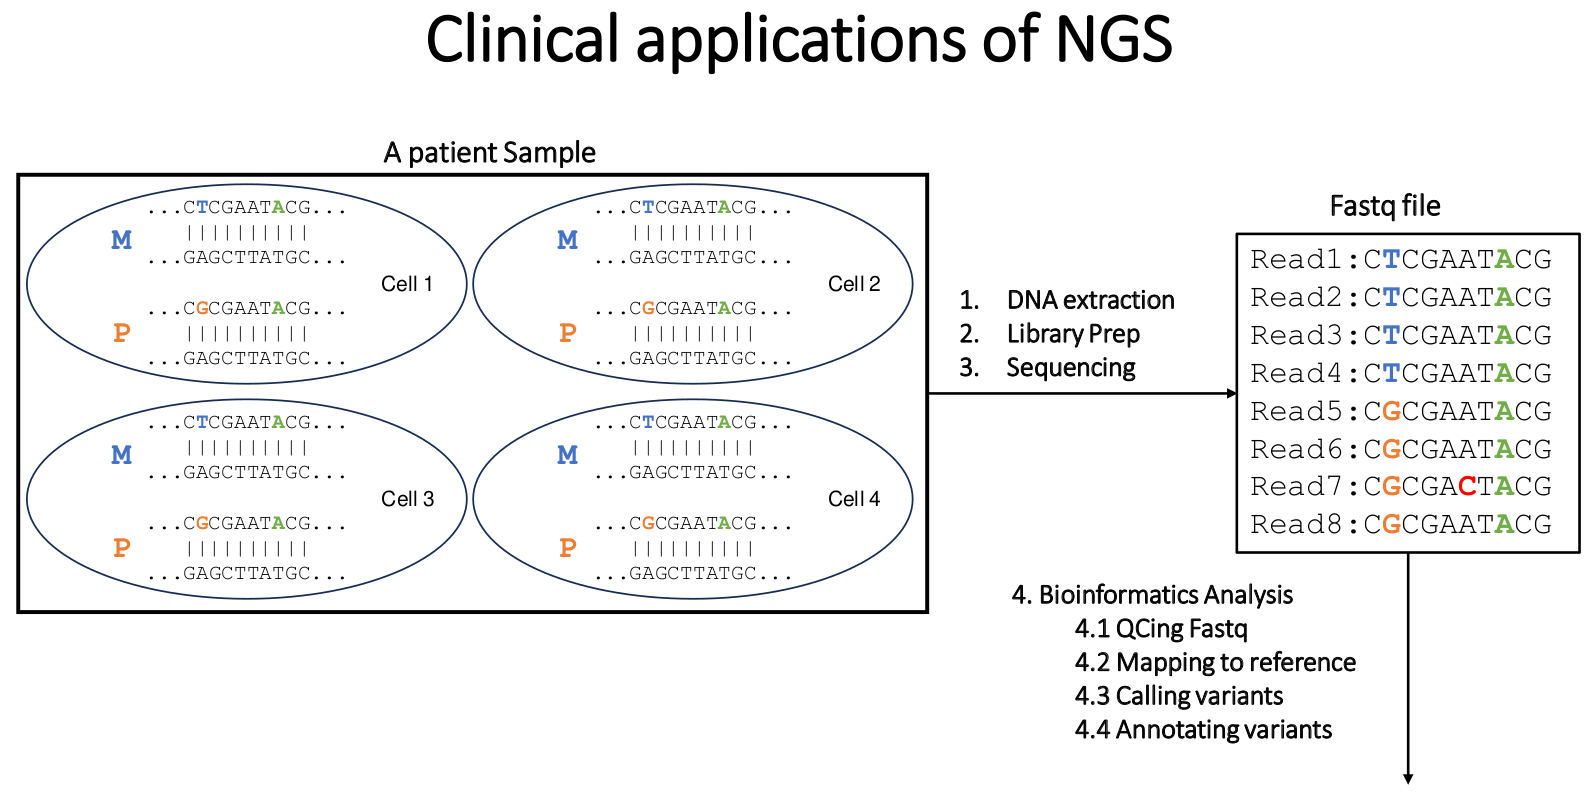 Clinical applications of NGS
A patient Sample
...CTCGAATACG...
M
||||||||||
...GAGCTTATGC...
Cell 1
...CGCGAATACG...
P
||||||||||
...GAGCTTATGC...
...CTCGAATACG...
M
||||||||||
...GAGCTTATGC...
Cell 2
...CGCGAATACG...
P
||||||||||
...GAGCTTATGC...
...CTCGAATACG...
M
||||||||||
...GAGCTTATGC...
Cell 3
...CGCGAATACG...
P
||||||||||
...GAGCTTATGC...
...CTCGAATACG...
M
||||||||||
...GAGCTTATGC...
Cell 4
...CGCGAATACG...
P
||||||||||
...GAGCTTATGC...
1. DNA extraction
2. Library Prep
3. Sequencing
Fastq file
Read1:CTCGAATACG
Read2:CTCGAATACG
Read3:CTCGAATACG
Read4:CTCGAATACG
Read5:CGCGAATACG
Read6:CGCGAATACG
Read7:CGCGACTACG
Read8:CGCGAATACG
4. Bioinformatics Analysis
4.1 QCing Fastq
4.2 Mapping to reference
4.3 Calling variants
4.4 Annotating variants